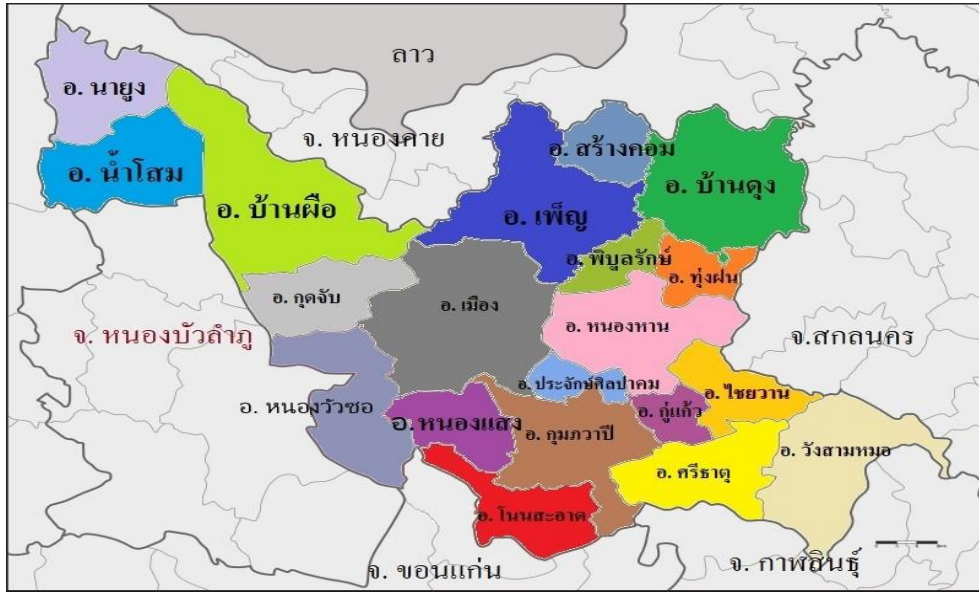 ลาว
อ. นายูง
จ. หนองคาย
อ. สร้างคอม
อ. น้ำโสม
อ. บ้านดุง
อ. บ้านผือ
อ. เพ็ญ
อ. พิบูลรักษ์
อ. ทุ่งฝน
อ. กุดจับ
อ. เมือง
อ. หนองหาน
จ. หนองบัวลำภู
จ.สกลนคร
อ. ประจักษ์ศิลปาคม
อ. ไชยวาน
อ. หนองวัวซอ
อ. กู่แก้ว
อ. หนองแสง
อ. กุมภวาปี
อ. วังสามหมอ
อ. ศรีธาตุ
อ. โนนสะอาด
จ. ขอนแก่น
จ. กาฬสินธุ์